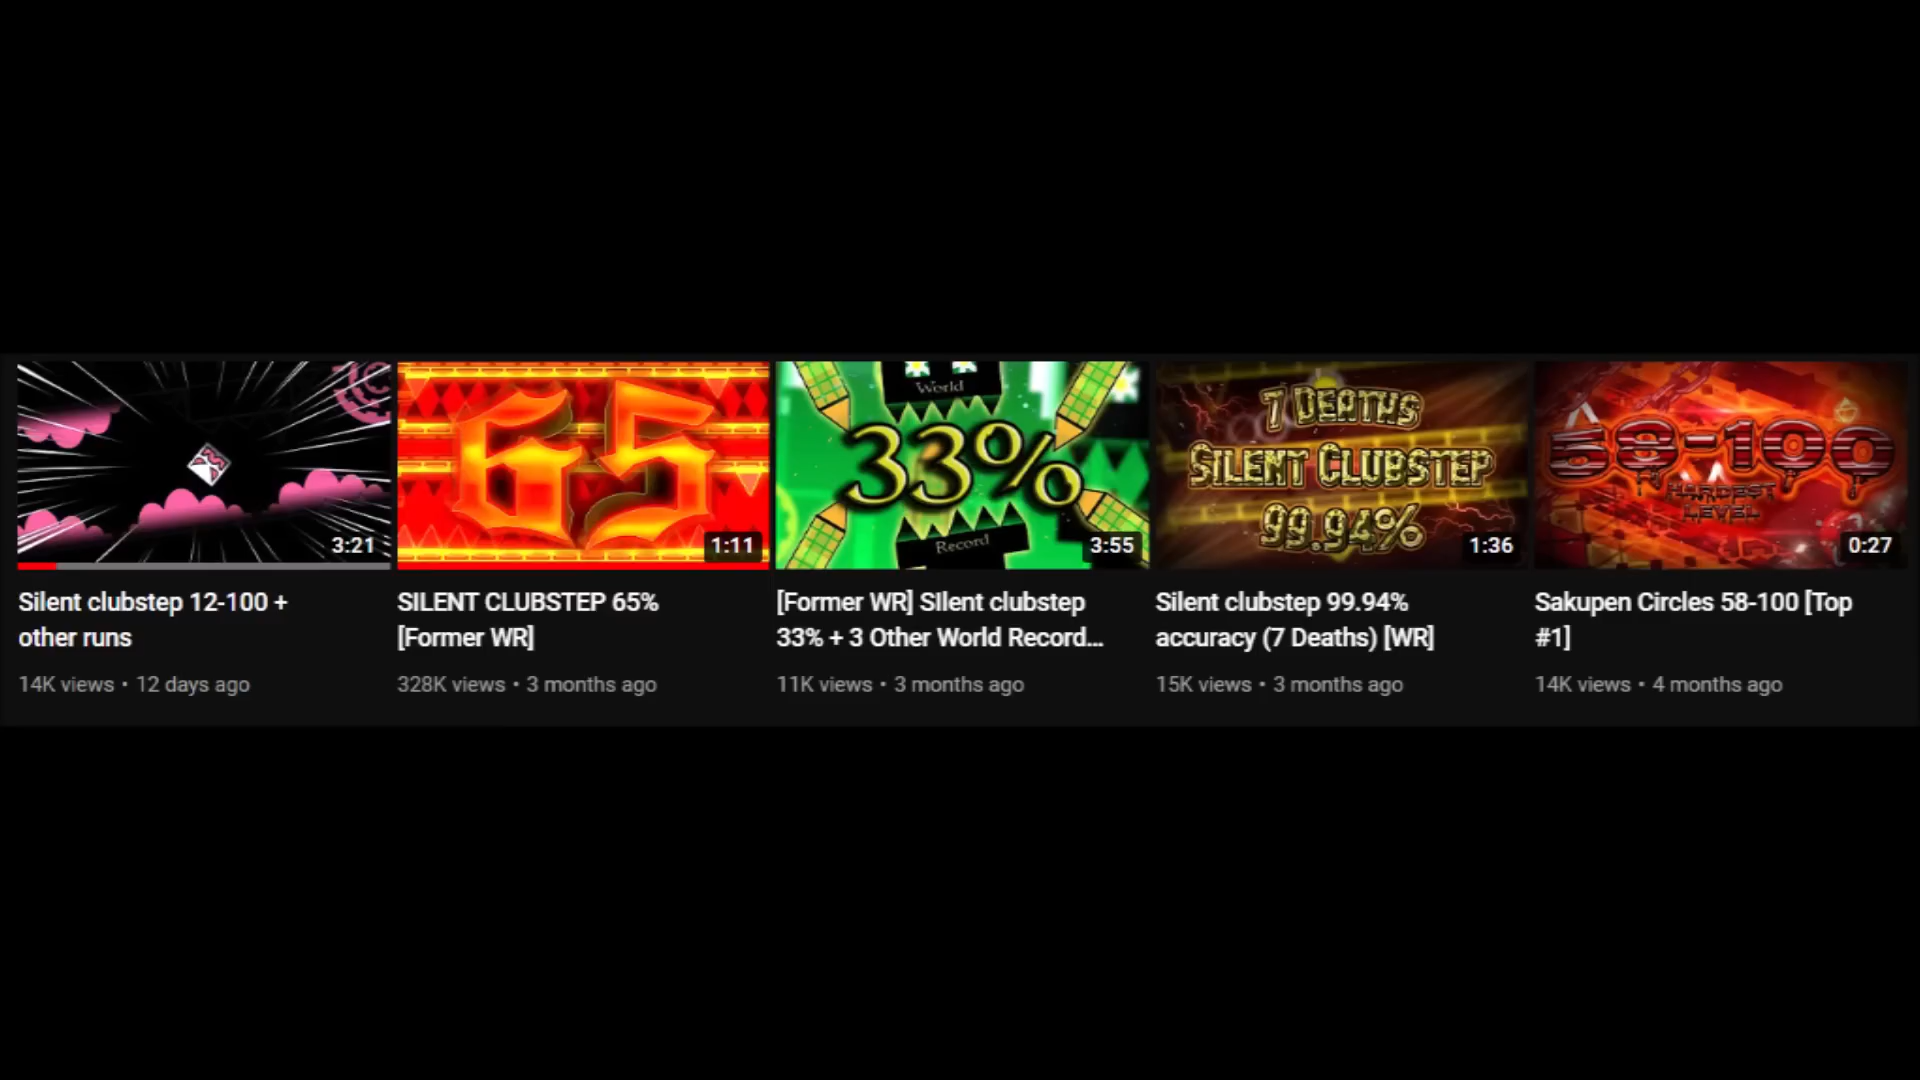 3:21
Silent clubstep 12-100 +
other runs
14K views • 12 days ago
65
1:11
SILENT CLUBSTEP 65%
[Former WR]
328K views • 3 months ago
World
33%
Record
3:55
[Former WR] SIlent clubstep
33% + 3 Other World Record...
11K views • 3 months ago
7 DEATHS
SILENT CLUBSTEP
99.94%
1:36
Silent clubstep 99.94%
accuracy (7 Deaths) [WR]
15K views • 3 months ago
58-100
HARDEST
LEVEL
0:27
Sakupen Circles 58-100 [Top
#1]
14K views • 4 months ago